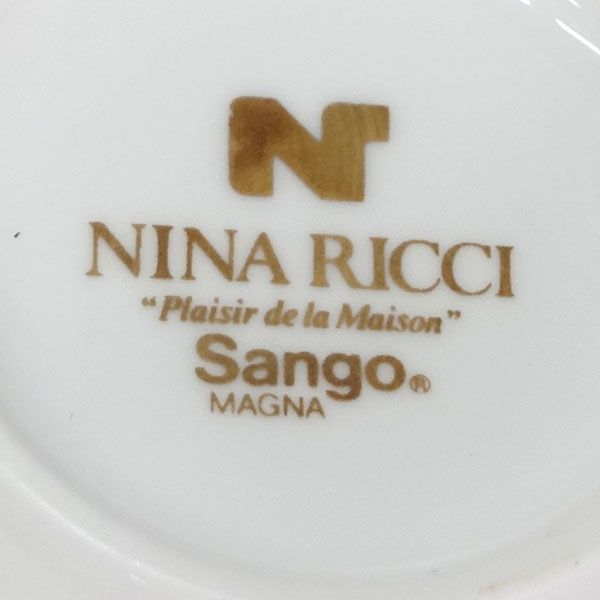 NINA RICCI
"Plaisir de la Maison"
Sango®
MAGNA